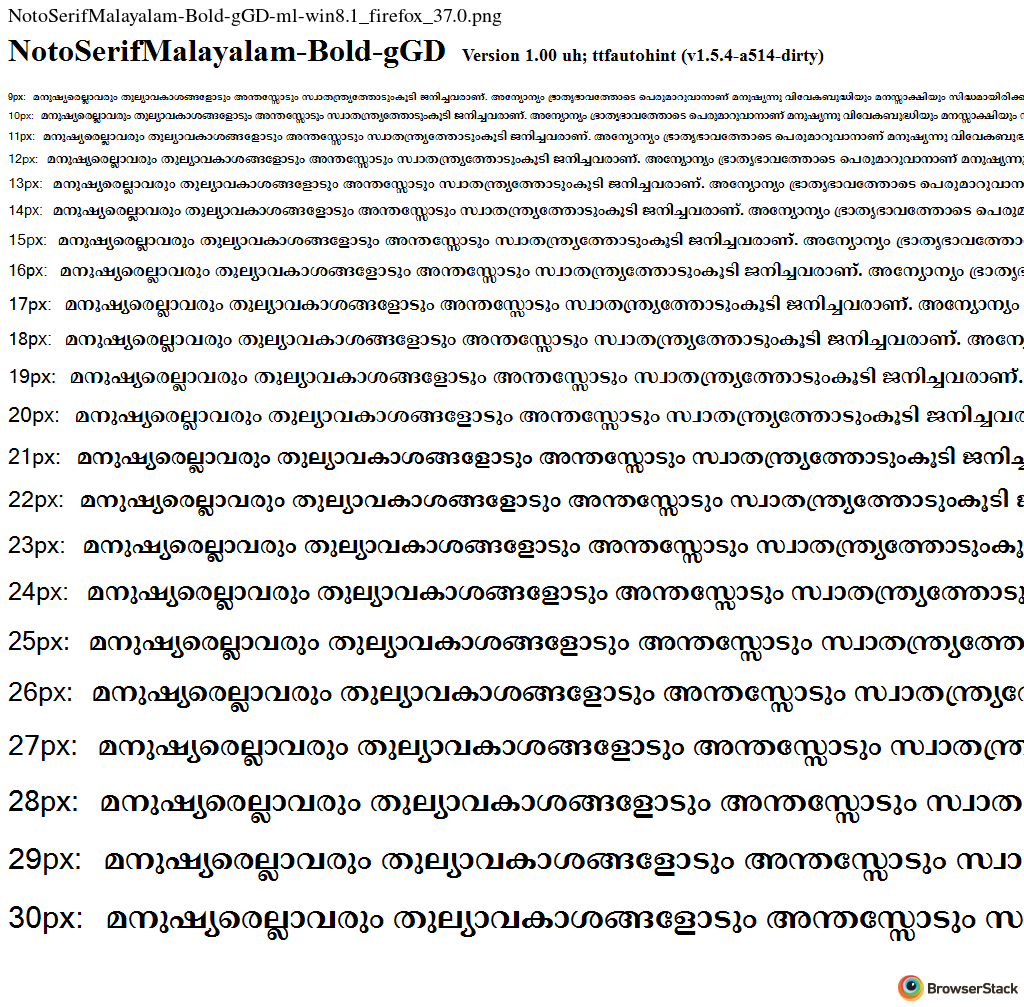 NotoSerifMalayalam-Bold-gGD-ml-win8.1_firefox_37.0.png
NotoSerifMalayalam-Bold-gGD Version 1.00 uh; ttfautohint (v1.5.4-a514-dirty)
9px: മനുഷ്യരെല്ലാവരും തുല്യാവകാശങ്ങളോടും അന്തസ്സോടും സ്വാതന്ത്ര്യത്തോടുംകൂടി ജനിച്ചവരാണ്. അന്യോന്യം ഭ്രാതൃഭാവത്തോടെ പെരുമാറുവാനാണ് മനുഷ്യന്നു വിവേകബുദ്ധിയും മനസ്സാക്ഷിയും സിദ്ധമായിരിക്ക
10px: മനുഷ്യരെല്ലാവരും തുല്യാവകാശങ്ങളോടും അന്തസ്സോടും സ്വാതന്ത്ര്യത്തോടുംകൂടി ജനിച്ചവരാണ്. അന്യോന്യം ഭ്രാതൃഭാവത്തോടെ പെരുമാറുവാനാണ് മനുഷ്യന്നു വിവേകബുദ്ധിയും മനസ്സാക്ഷിയും
11px: മനുഷ്യരെല്ലാവരും തുല്യാവകാശങ്ങളോടും അന്തസ്സോടും സ്വാതന്ത്ര്യത്തോടുംകൂടി ജനിച്ചവരാണ്. അന്യോന്യം ഭ്രാതൃഭാവത്തോടെ പെരുമാറുവാനാണ് മനുഷ്യന്നു വിവേകബുദ്ധ
12px: മനുഷ്യരെല്ലാവരും തുല്യാവകാശങ്ങളോടും അന്തസ്സോടും സ്വാതന്ത്ര്യത്തോടുംകൂടി ജനിച്ചവരാണ്. അന്യോന്യം ഭ്രാതൃഭാവത്തോടെ പെരുമാറുവാനാണ് മനുഷ്യന്നു
13px: മനുഷ്യരെല്ലാവരും തുല്യാവകാശങ്ങളോടും അന്തസ്സോടും സ്വാതന്ത്ര്യത്തോടുംകൂടി ജനിച്ചവരാണ്. അന്യോന്യം ഭ്രാതൃഭാവത്തോടെ പെരുമാറുവാന
14px: മനുഷ്യരെല്ലാവരും തുല്യാവകാശങ്ങളോടും അന്തസ്സോടും സ്വാതന്ത്ര്യത്തോടുംകൂടി ജനിച്ചവരാണ്. അന്യോന്യം ഭ്രാതൃഭാവത്തോടെ പെരുമ
15px: മനുഷ്യരെല്ലാവരും തുല്യാവകാശങ്ങളോടും അന്തസ്സോടും സ്വാതന്ത്ര്യത്തോടുംകൂടി ജനിച്ചവരാണ്. അന്യോന്യം ഭ്രാതൃഭാവത്തോ
16px: മനുഷ്യരെല്ലാവരും തുല്യാവകാശങ്ങളോടും അന്തസ്സോടും സ്വാതന്ത്ര്യത്തോടുംകൂടി ജനിച്ചവരാണ്. അന്യോന്യം ഭ്രാതൃഭ
17px: മനുഷ്യരെല്ലാവരും തുല്യാവകാശങ്ങളോടും അന്തസ്സോടും സ്വാതന്ത്ര്യത്തോടുംകൂടി ജനിച്ചവരാണ്. അന്യോന്യം
18px: മനുഷ്യരെല്ലാവരും തുല്യാവകാശങ്ങളോടും അന്തസ്സോടും സ്വാതന്ത്ര്യത്തോടുംകൂടി ജനിച്ചവരാണ്. അന്യോ
19px: മനുഷ്യരെല്ലാവരും തുല്യാവകാശങ്ങളോടും അന്തസ്സോടും സ്വാതന്ത്ര്യത്തോടുംകൂടി ജനിച്ചവരാണ്.
20px: മനുഷ്യരെല്ലാവരും തുല്യാവകാശങ്ങളോടും അന്തസ്സോടും സ്വാതന്ത്ര്യത്തോടുംകൂടി ജനിച്ചവര
21px: മനുഷ്യരെല്ലാവരും തുല്യാവകാശങ്ങളോടും അന്തസ്സോടും സ്വാതന്ത്ര്യത്തോടുംകൂടി ജനിച്ച
22px: മനുഷ്യരെല്ലാവരും തുല്യാവകാശങ്ങളോടും അന്തസ്സോടും സ്വാതന്ത്ര്യത്തോടുംകൂടി ജ
23px: മനുഷ്യരെല്ലാവരും തുല്യാവകാശങ്ങളോടും അന്തസ്സോടും സ്വാതന്ത്ര്യത്തോടുംകൂ
24px: മനുഷ്യരെല്ലാവരും തുല്യാവകാശങ്ങളോടും അന്തസ്സോടും സ്വാതന്ത്ര്യത്തോടു
25px: മനുഷ്യരെല്ലാവരും തുല്യാവകാശങ്ങളോടും അന്തസ്സോടും സ്വാതന്ത്ര്യത്തോ
26px: മനുഷ്യരെല്ലാവരും തുല്യാവകാശങ്ങളോടും അന്തസ്സോടും സ്വാതന്ത്ര്യ
27px: മനുഷ്യരെല്ലാവരും തുല്യാവകാശങ്ങളോടും അന്തസ്സോടും സ്വാതന്ത്ര
28px: മനുഷ്യരെല്ലാവരും തുല്യാവകാശങ്ങളോടും അന്തസ്സോടും സ്വാത
29px: മനുഷ്യരെല്ലാവരും തുല്യാവകാശങ്ങളോടും അന്തസ്സോടും സ്വാ
30px: മനുഷ്യരെല്ലാവരും തുല്യാവകാശങ്ങളോടും അന്തസ്സോടും സ
BrowserStack